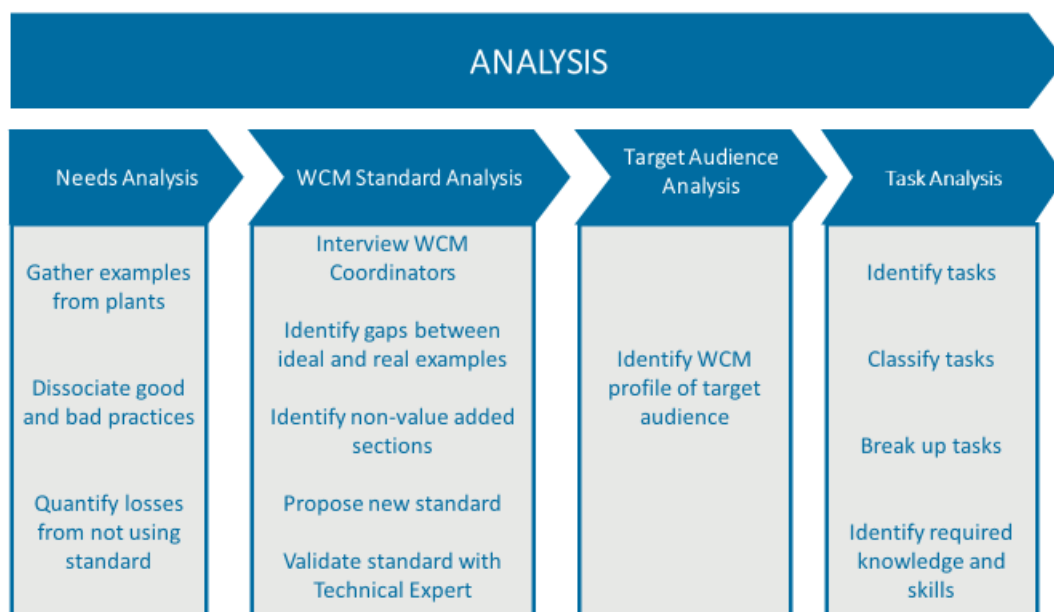 ANALYSIS
Needs Analysis
Gather examples
from plants
Dissociate good
and bad practices
Quantify losses
from not using
standard
WCM Standard Analysis
Interview WCM
Coordinators
Identify gaps between
ideal and real examples
Identify non-value added
sections
Propose new standard
Validate standard with
Technical Expert
Target Audience
Analysis
Identify WCM
profile of target
audience
Task Analysis
Identify tasks
Classify tasks
Break up tasks
Identify required
knowledge and
skills